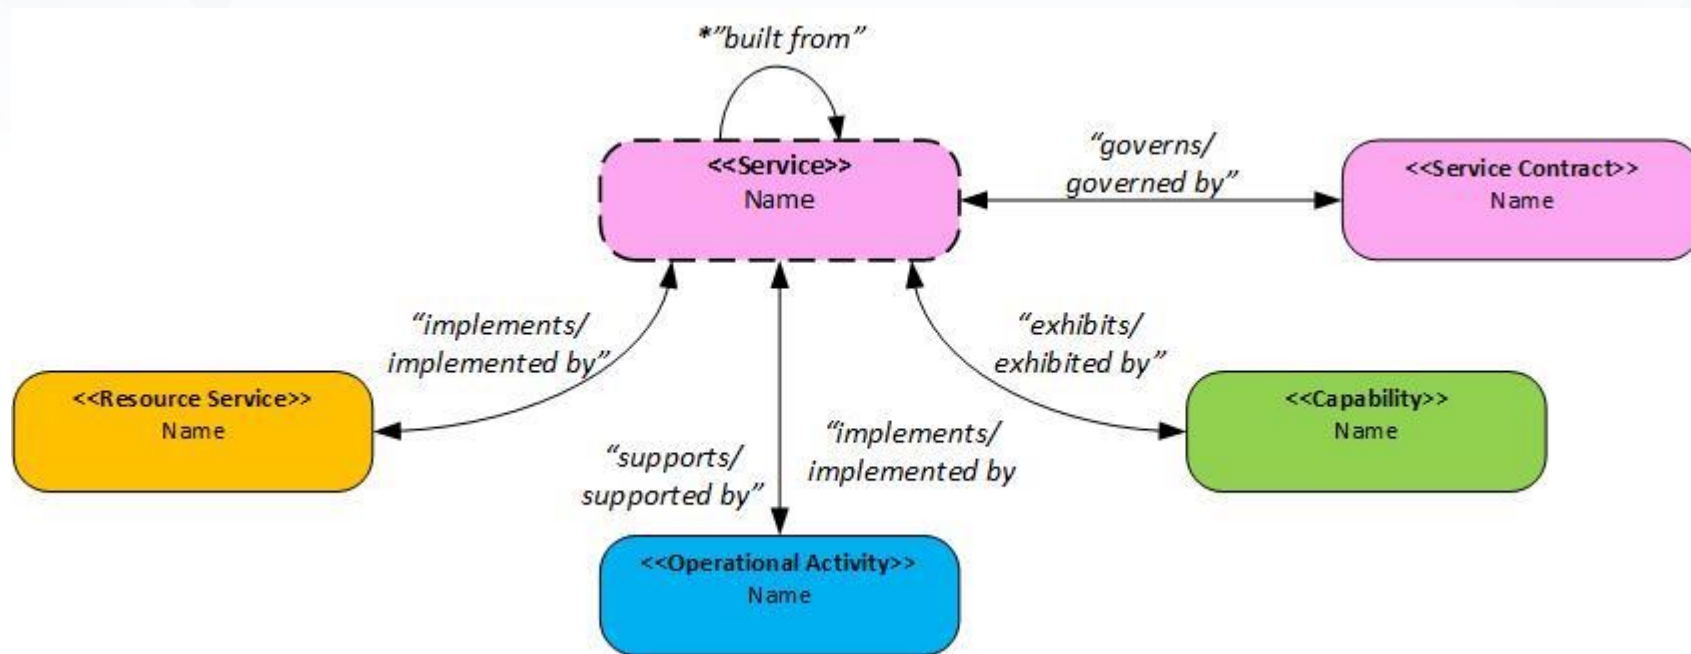 *”built from”
<<Service>>
Name
“governs/
governed by”
<<Service Contract>>
Name
“implements/
implemented by”
“exhibits/
exhibited by”
<<Resource Service>>
Name
<<Capability>>
Name
“supports/
supported by”
“implements/
implemented by
<<Operational Activity>>
Name